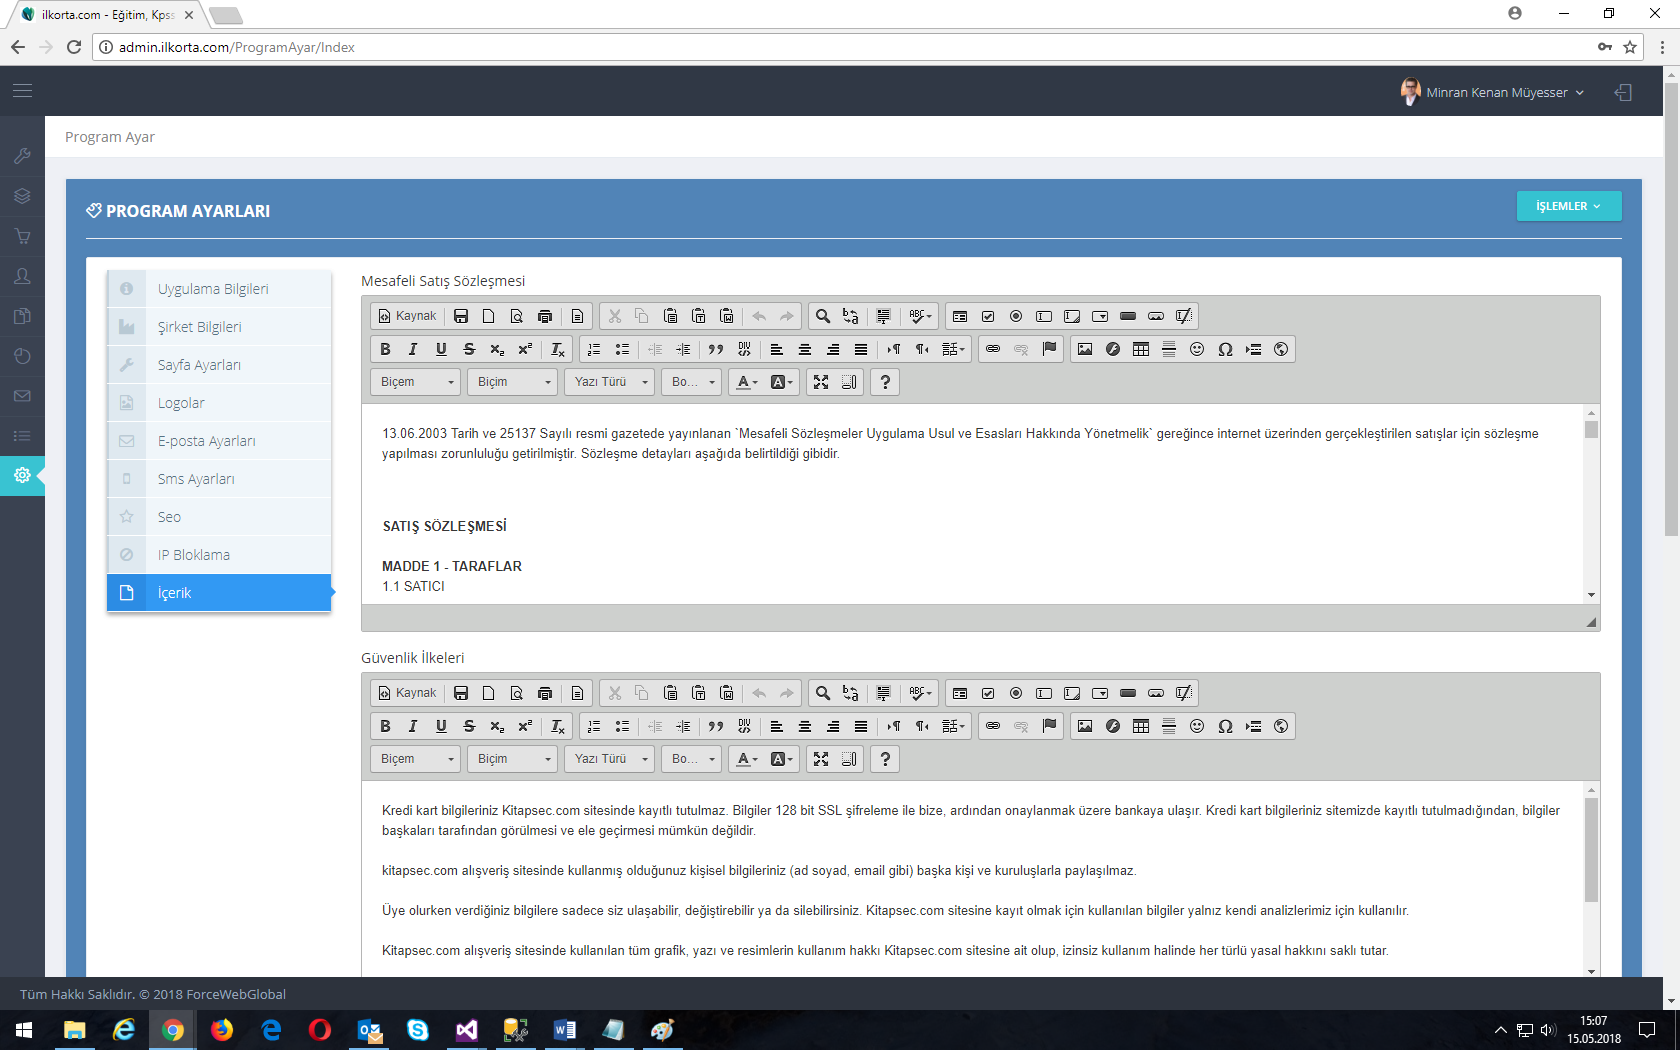 ilkorta.com - Eğitim, Kpss
admin.ilkorta.com/ProgramAyar/Index
Minran Kenan Müyesser
Program Ayar
PROGRAM AYARLARI
İŞLEMLER
Uygulama Bilgileri
Şirket Bilgileri
Sayfa Ayarları
Logolar
E-posta Ayarları
Sms Ayarları
Seo
IP Bloklama
İçerik
Mesafeli Satış Sözleşmesi
Kaynak
Biçem
Biçim
Yazı Türü
Bo...
13.06.2003 Tarih ve 25137 Sayılı resmi gazetede yayınlanan `Mesafeli Sözleşmeler Uygulama Usul ve Esasları Hakkında Yönetmelik` gereğince internet üzerinden gerçekleştirilen satışlar için sözleşme
yapılması zorunluluğu getirilmiştir. Sözleşme detayları aşağıda belirtildiği gibidir.
SATIŞ SÖZLEŞMESİ
MADDE 1 - TARAFLAR
1.1 SATICI
Güvenlik İlkeleri
Kaynak
Biçem
Biçim
Yazı Türü
Bo...
Kredi kart bilgileriniz Kitapsec.com sitesinde kayıtlı tutulmaz. Bilgiler 128 bit SSL şifreleme ile bize, ardından onaylanmak üzere bankaya ulaşır. Kredi kart bilgileriniz sitemizde kayıtlı tutulmadığından, bilgiler
başkaları tarafından görülmesi ve ele geçirmesi mümkün değildir.
kitapsec.com alışveriş sitesinde kullanmış olduğunuz kişisel bilgileriniz (ad soyad, email gibi) başka kişi ve kuruluşlarla paylaşılmaz.
Üye olurken verdiğiniz bilgilere sadece siz ulaşabilir, değiştirebilir ya da silebilirsiniz. Kitapsec.com sitesine kayıt olmak için kullanılan bilgiler yalnız kendi analizlerimiz için kullanılır.
Kitapsec.com alışveriş sitesinde kullanılan tüm grafik, yazı ve resimlerin kullanım hakkı Kitapsec.com sitesine ait olup, izinsiz kullanım halinde her türlü yasal hakkını saklı tutar.
Tüm Hakkı Saklıdır. © 2018 ForceWebGlobal
15:07
15.05.2018